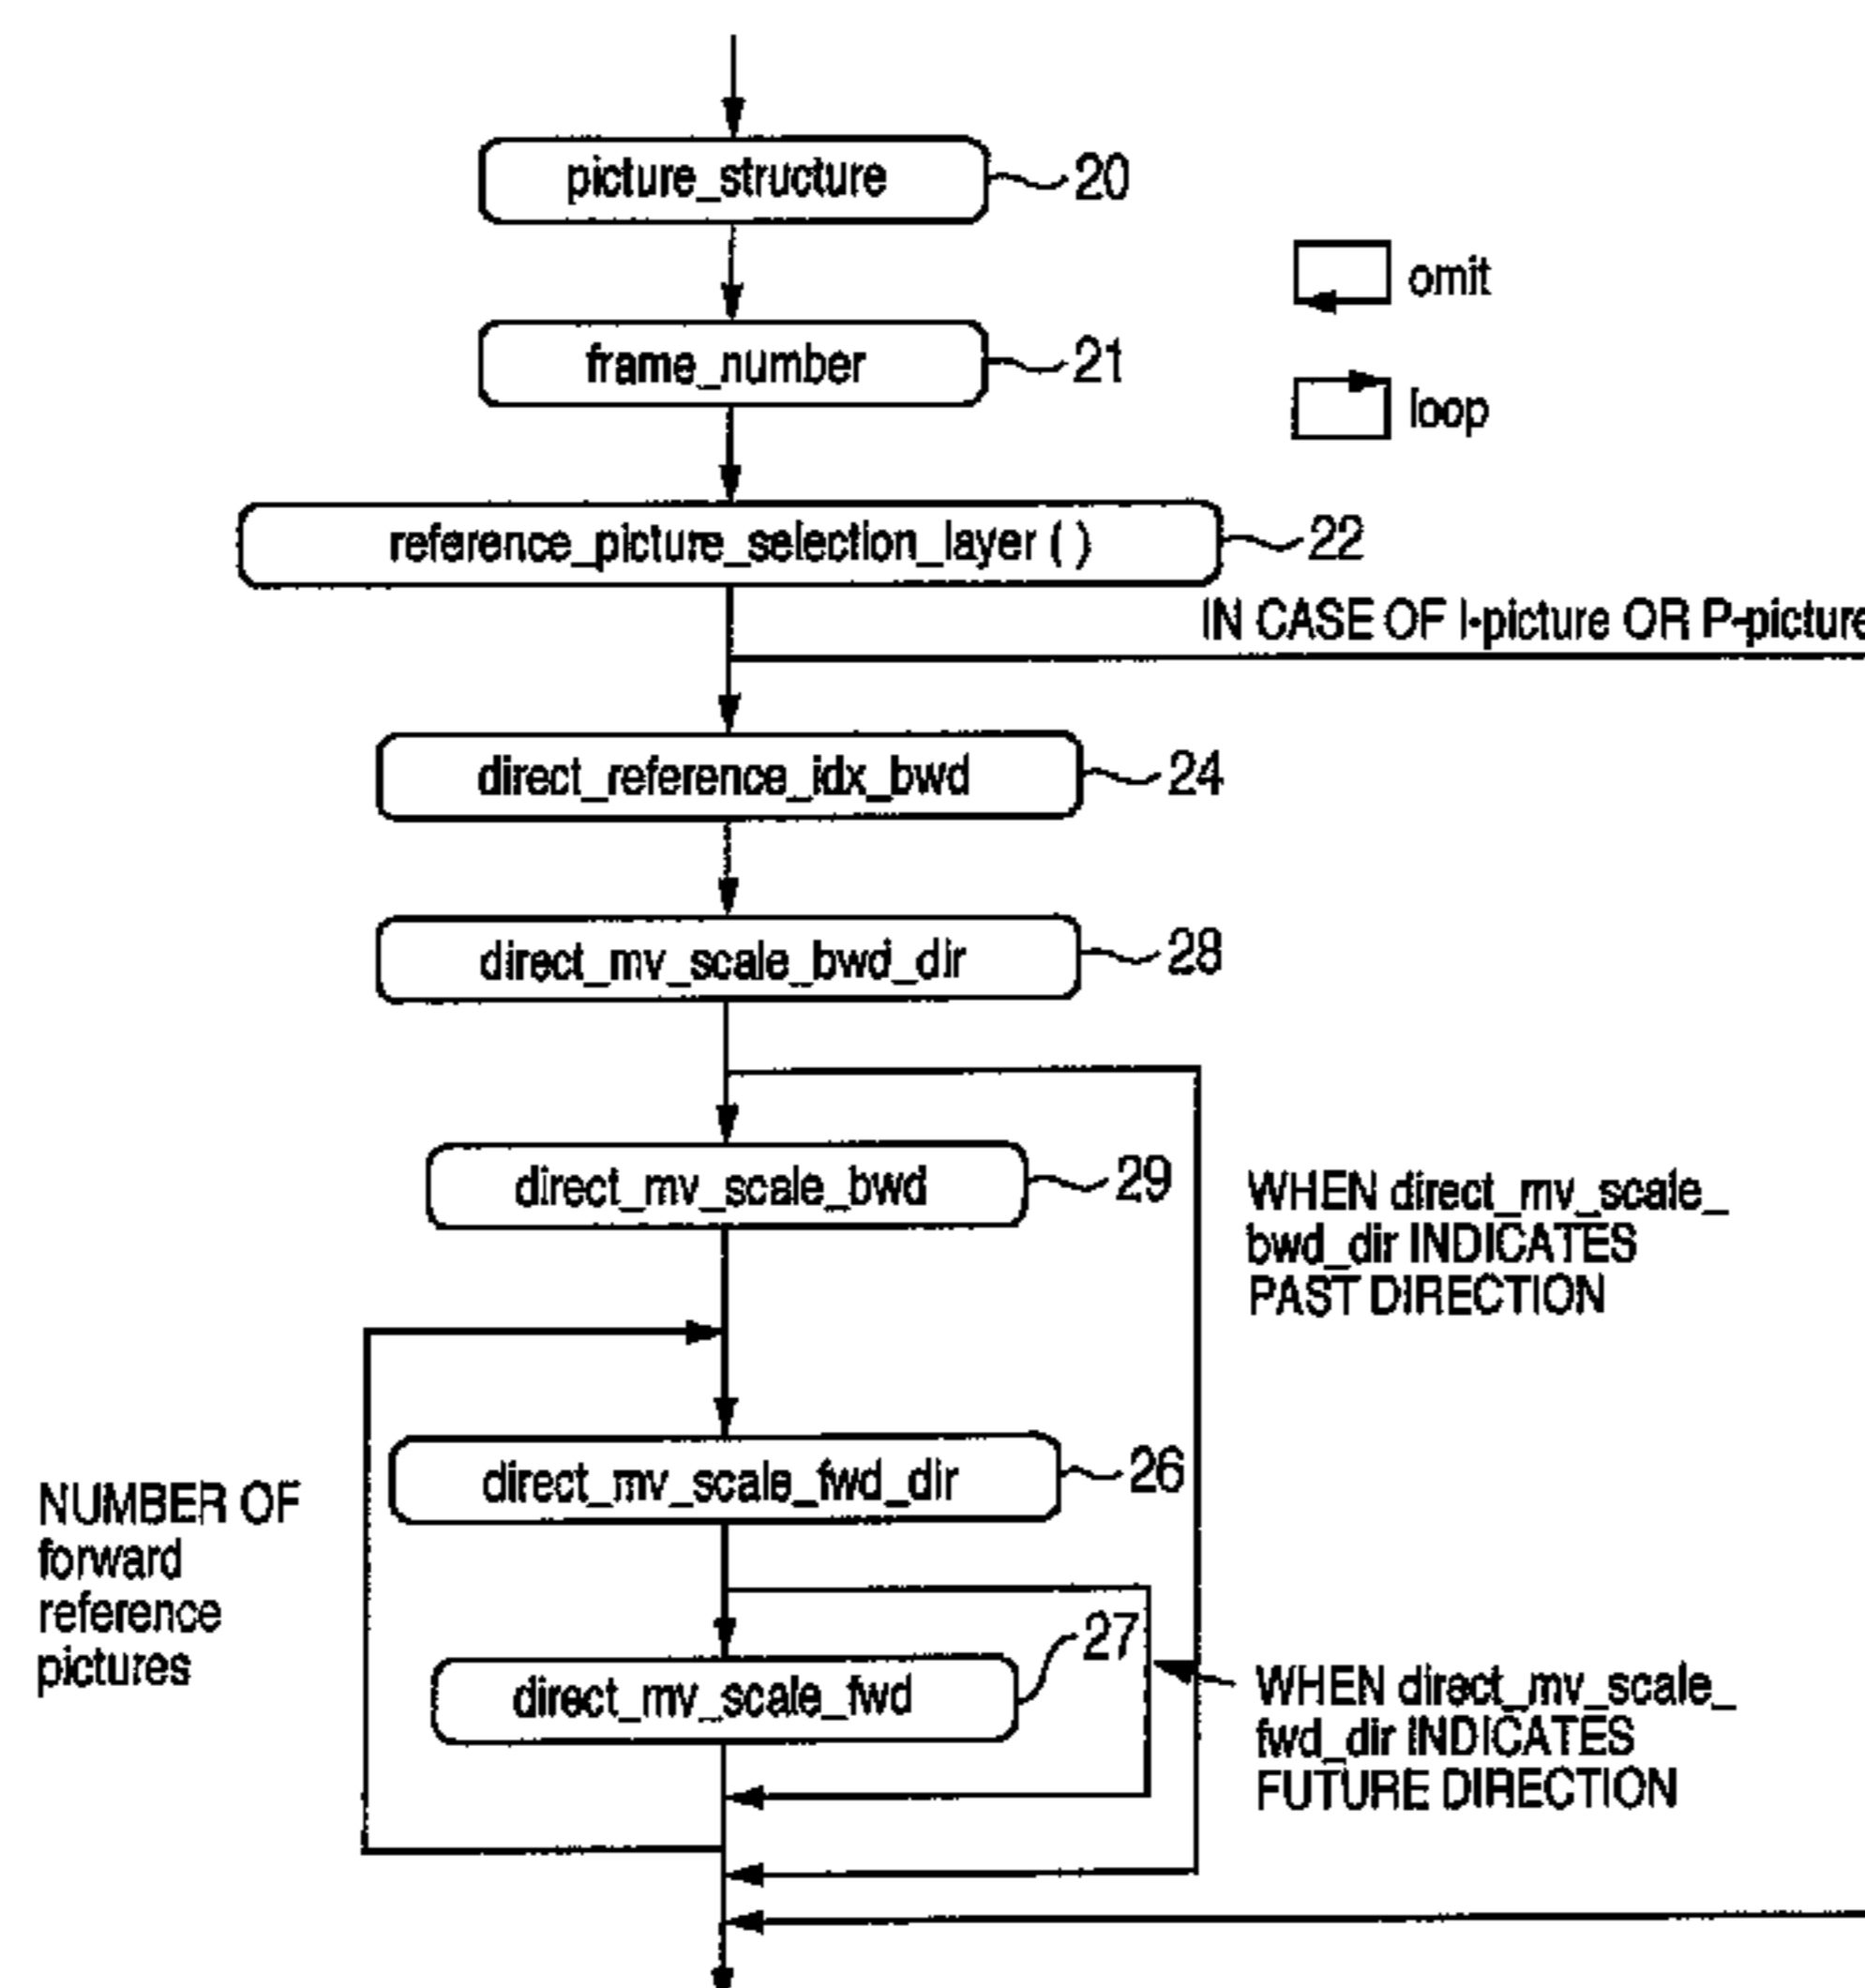 picture_structure
20
omit
frame_number
21
loop
reference_picture_selection_layer ( )
22
IN CASE OF I-picture OR P-picture
direct_reference_idx_bwd
24
direct_mv_scale_bwd_dir
28
direct_mv_scale_bwd
29
WHEN direct_mv_scale_
bwd_dir INDICATES
PAST DIRECTION
direct_mv_scale_fwd_dir
26
NUMBER OF
forward
reference
pictures
27
direct_mv_scale_fwd
WHEN direct_mv_scale_
fwd_dir INDICATES
FUTURE DIRECTION